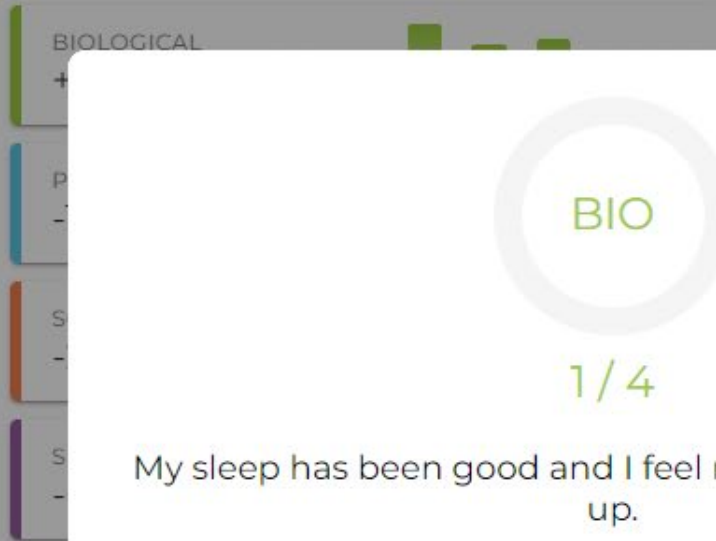 BIOLOGICAL
+
P
-
S
-
S
-
BIO
1 / 4
My sleep has been good and I feel
up.